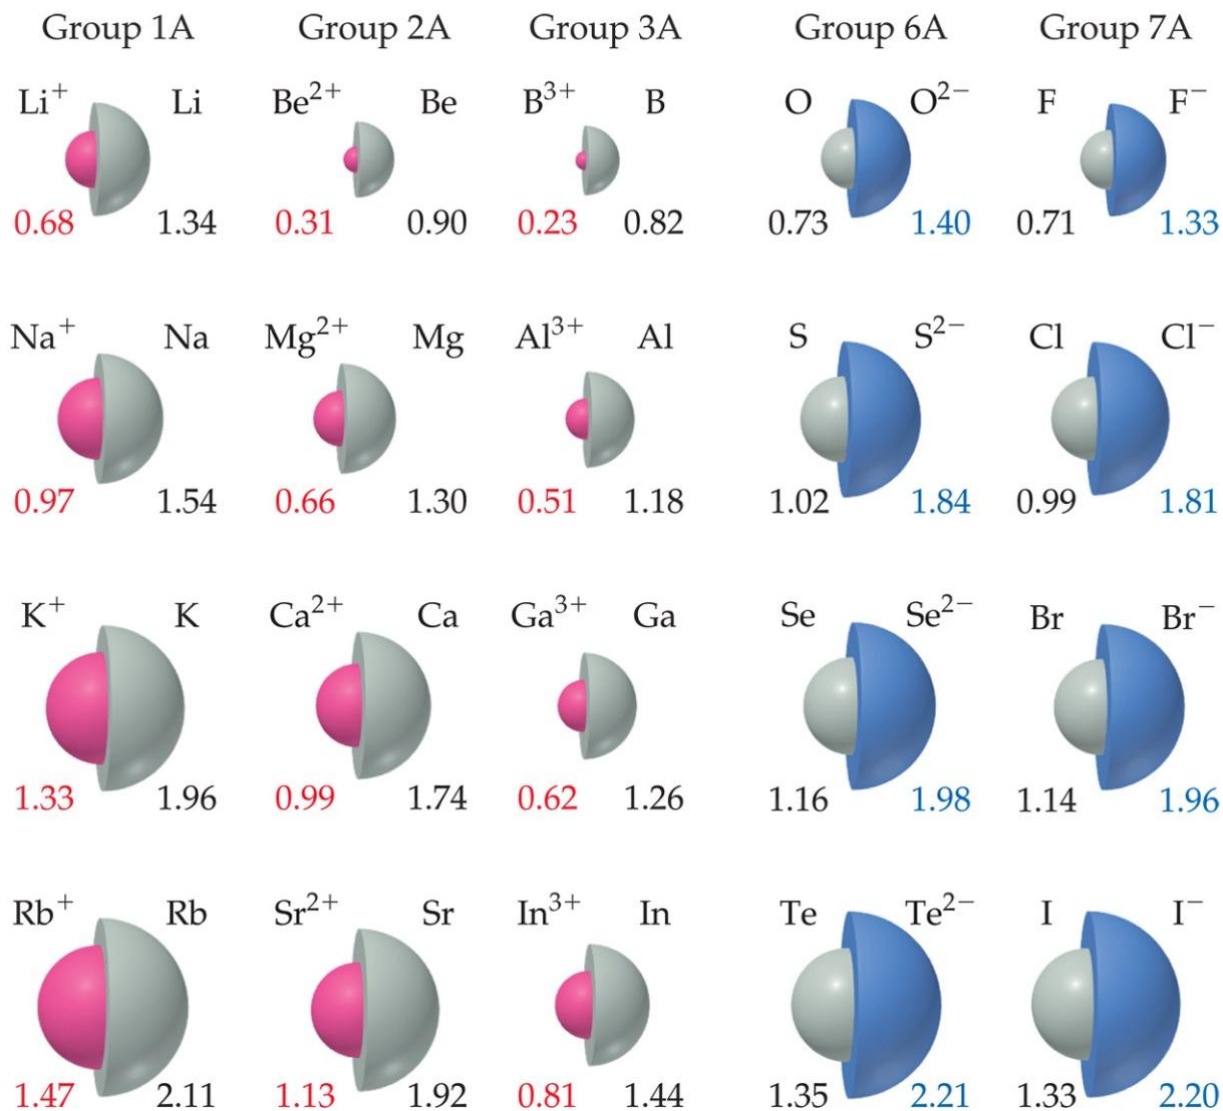 Group 1A Group 2A Group 3A Group 6A Group 7A
Li⁺ Li Be²⁺ Be B³⁺ B O O²⁻ F F⁻
0.68 1.34 0.31 0.90 0.23 0.82 0.73 1.40 0.71 1.33
Na⁺ Na Mg²⁺ Mg Al³⁺ Al S S²⁻ Cl Cl⁻
0.97 1.54 0.66 1.30 0.51 1.18 1.02 1.84 0.99 1.81
K⁺ K Ca²⁺ Ca Ga³⁺ Ga Se Se²⁻ Br Br⁻
1.33 1.96 0.99 1.74 0.62 1.26 1.16 1.98 1.14 1.96
Rb⁺ Rb Sr²⁺ Sr In³⁺ In Te Te²⁻ I I⁻
1.47 2.11 1.13 1.92 0.81 1.44 1.35 2.21 1.33 2.20